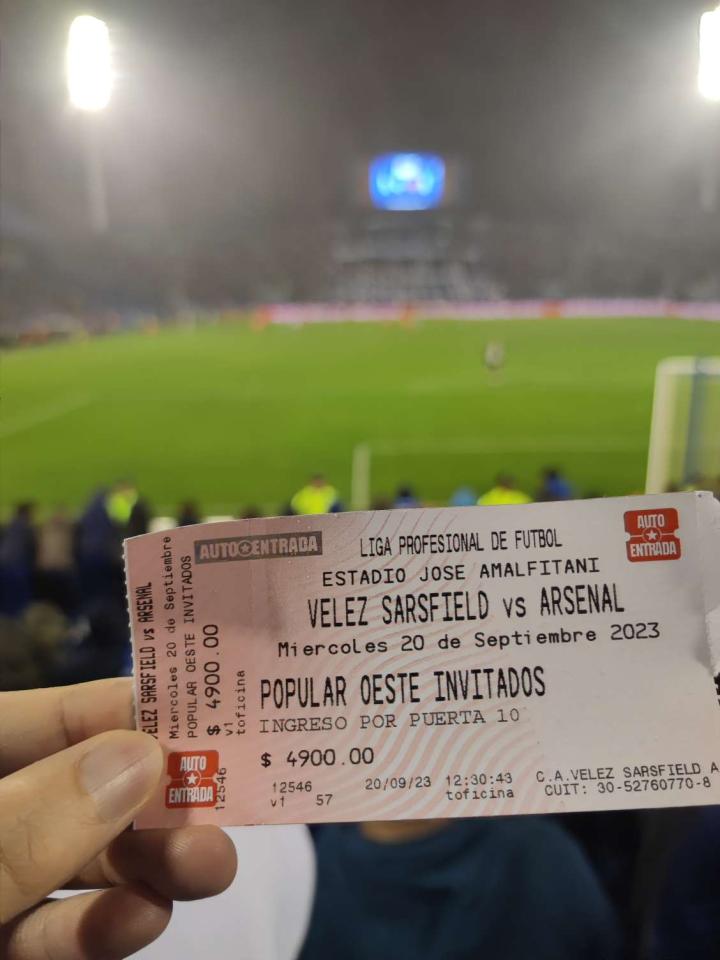 VELEZ SARSFIELD vs ARSENAL
Miercoles 20 de Septiembre
POPULAR OESTE INVITADOS
$ 4900.00
v1
toficina
12546
AUTO ENTRADA
AUTO ENTRADA
LIGA PROFESIONAL DE FUTBOL
AUTO
ENTRADA
ESTADIO JOSE AMALFITANI
VELEZ SARSFIELD vs ARSENAL
Miercoles 20 de Septiembre 2023
POPULAR OESTE INVITADOS
INGRESO POR PUERTA 10
$ 4900.00
12546 20/09/23 12:30:43 C.A.VELEZ SARSFIELD A
v1 57 toficina CUIT: 30-52760770-8